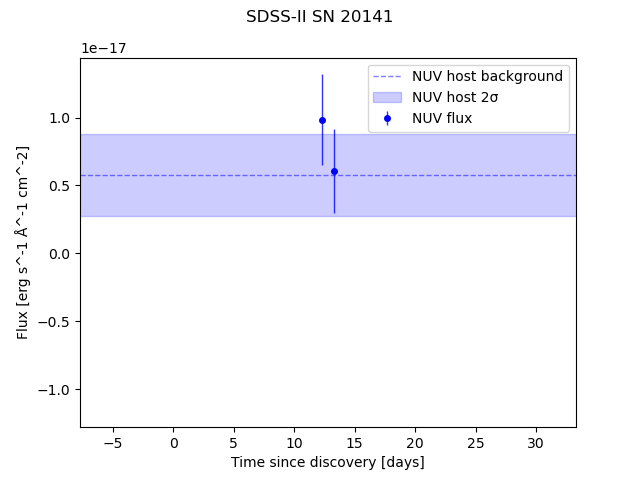 SDSS-II SN 20141
1e−17
NUV host background
NUV host 2σ
NUV flux
1.0
0.5
0.0
−0.5
−1.0
Flux [erg s^-1 Å^-1 cm^-2]
−5 0 5 10 15 20 25 30
Time since discovery [days]